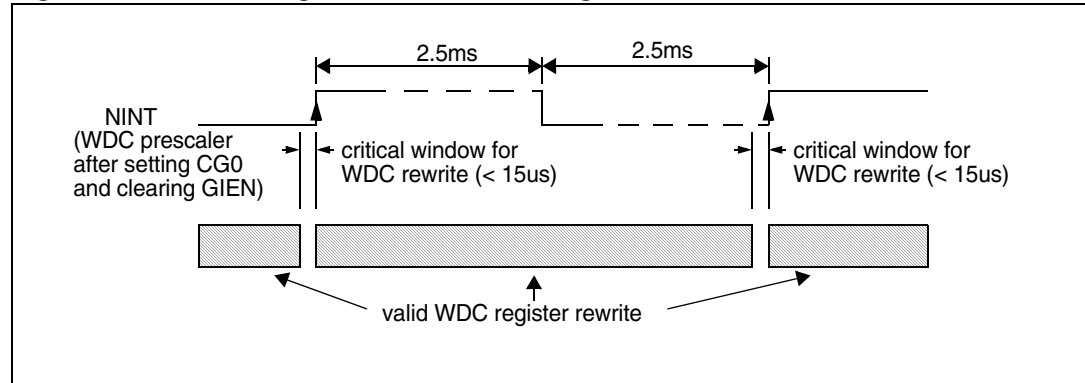 2.5ms
2.5ms
NINT
(WDC prescaler
after setting CG0
and clearing GIEN)
critical window for
WDC rewrite (< 15us)
critical window for
WDC rewrite (< 15us)
valid WDC register rewrite